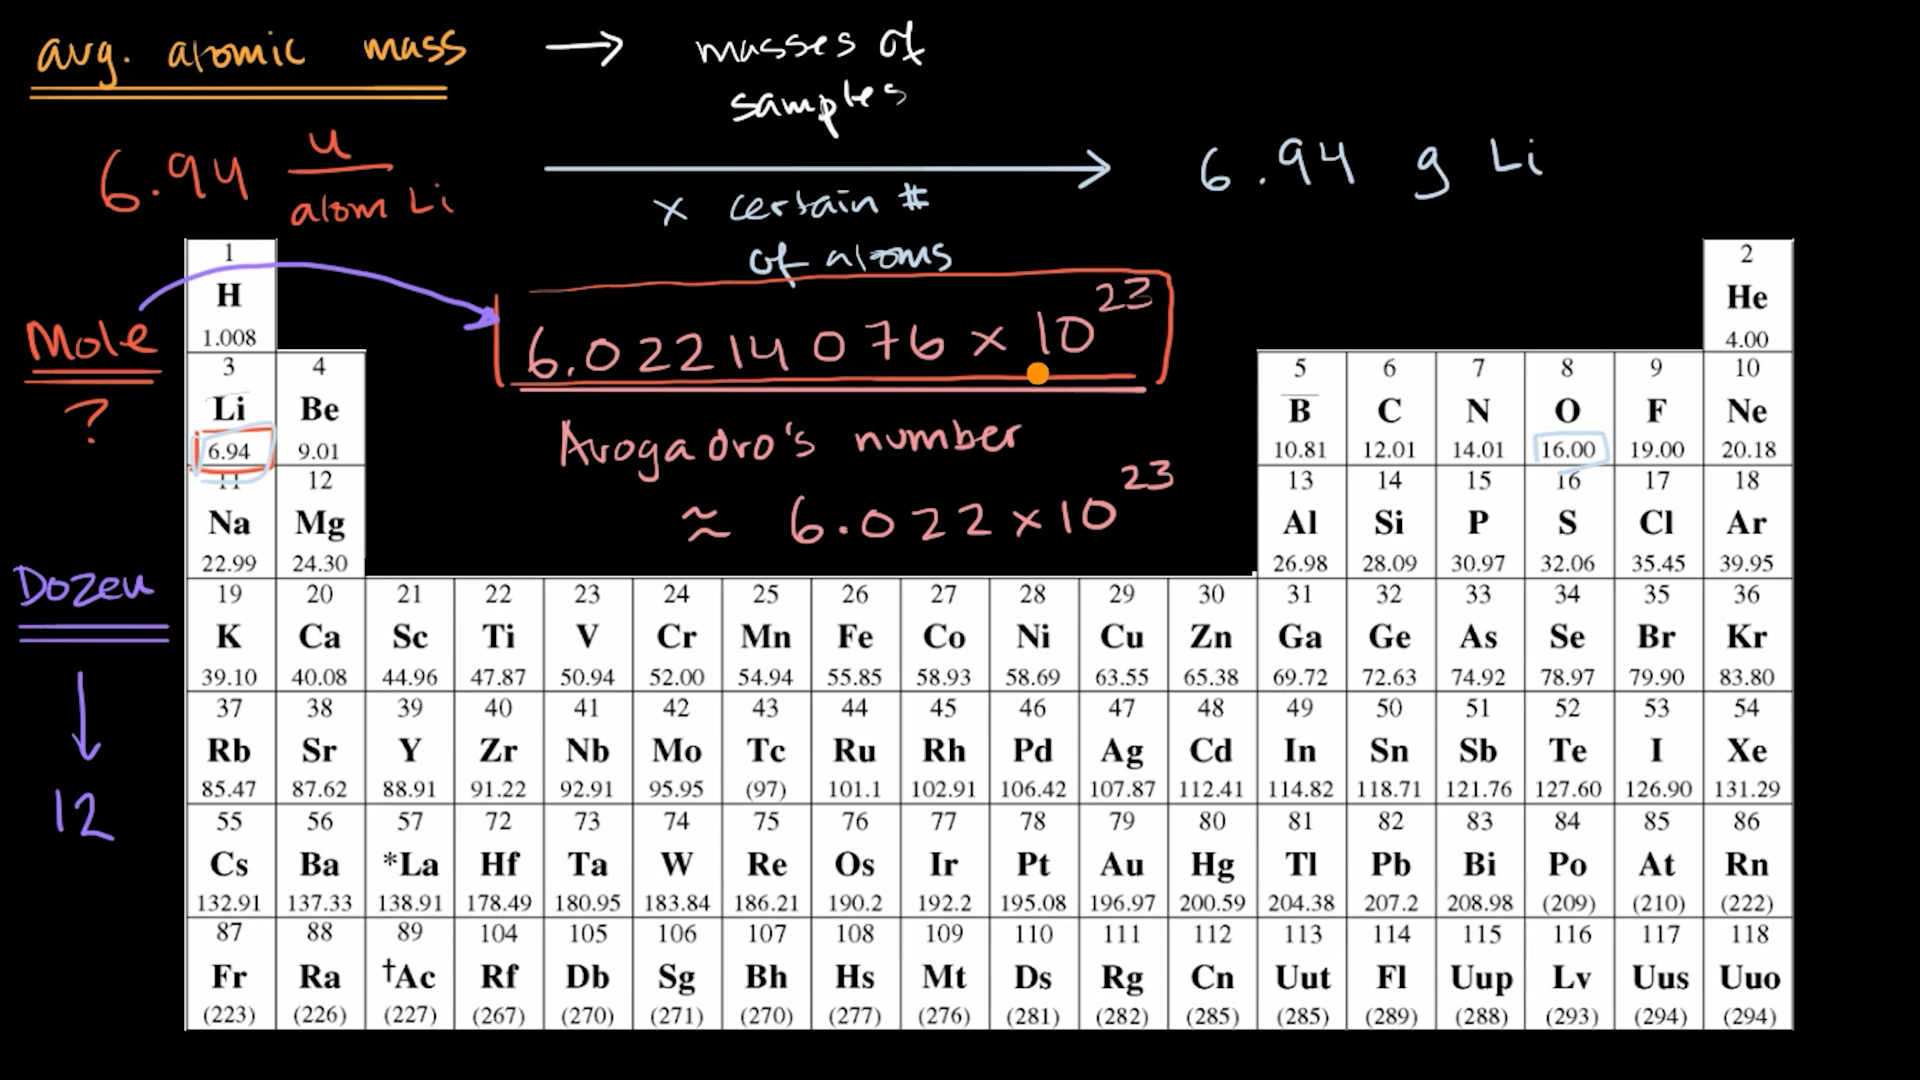 avg. atomic mass → masses of
samples
6.94 u/atom Li
x certain #
of atoms
6.94 g Li
Mole
?
6.02214076 x 10^23
Avogadro's number
≈ 6.022 x 10^23
Dozen
↓
12
1 2
H He
1.008 4.00
3 4 5 6 7 8 9 10
Li Be B C N O F Ne
6.94 9.01 10.81 12.01 14.01 16.00 19.00 20.18
11 12 13 14 15 16 17 18
Na Mg Al Si P S Cl Ar
22.99 24.30 26.98 28.09 30.97 32.06 35.45 39.95
19 20 21 22 23 24 25 26 27 28 29 30 31 32 33 34 35 36
K Ca Sc Ti V Cr Mn Fe Co Ni Cu Zn Ga Ge As Se Br Kr
39.10 40.08 44.96 47.87 50.94 52.00 54.94 55.85 58.93 58.69 63.55 65.38 69.72 72.63 74.92 78.97 79.90 83.80
37 38 39 40 41 42 43 44 45 46 47 48 49 50 51 52 53 54
Rb Sr Y Zr Nb Mo Tc Ru Rh Pd Ag Cd In Sn Sb Te I Xe
85.47 87.62 88.91 91.22 92.91 95.95 (97) 101.1 102.91 106.42 107.87 112.41 114.82 118.71 121.76 127.60 126.90 131.29
55 56 57 72 73 74 75 76 77 78 79 80 81 82 83 84 85 86
Cs Ba *La Hf Ta W Re Os Ir Pt Au Hg Tl Pb Bi Po At Rn
132.91 137.33 138.91 178.49 180.95 183.84 186.21 190.2 192.2 195.08 196.97 200.59 204.38 207.2 208.98 (209) (210) (222)
87 88 89 104 105 106 107 108 109 110 111 112 113 114 115 116 117 118
Fr Ra †Ac Rf Db Sg Bh Hs Mt Ds Rg Cn Uut Fl Uup Lv Uus Uuo
(223) (226) (227) (267) (270) (271) (270) (277) (276) (281) (282) (285) (285) (289) (288) (293) (294) (294)